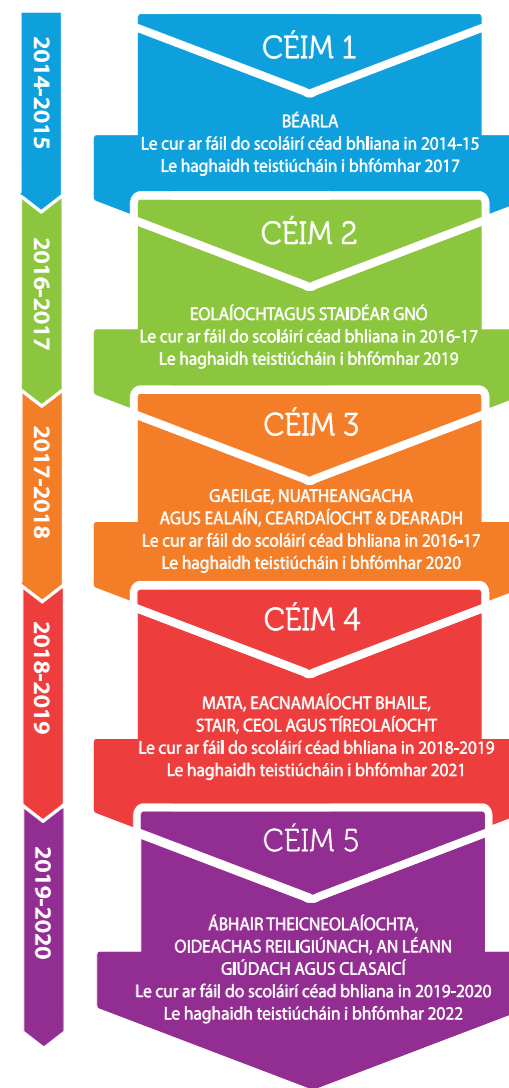 2014-2015
CÉIM 1
BÉARLA
Le cur ar fáil do scoláirí céad bhliana in 2014-15
Le haghaidh teistiúcháin i bhfómhar 2017
2016-2017
CÉIM 2
EOLAÍOCHTAGUS STAIDÉAR GNÓ
Le cur ar fáil do scoláirí céad bhliana in 2016-17
Le haghaidh teistiúcháin i bhfómhar 2019
2017-2018
CÉIM 3
GAEILGE, NUATHEANGACHA
AGUS EALAÍN, CEARDAÍOCHT & DEARADH
Le cur ar fáil do scoláirí céad bhliana in 2016-17
Le haghaidh teistiúcháin i bhfómhar 2020
2018-2019
CÉIM 4
MATA, EACNAMAÍOCHT BHAILE,
STAIR, CEOL AGUS TÍREOLAÍOCHT
Le cur ar fáil do scoláirí céad bhliana in 2018-2019
Le haghaidh teistiúcháin i bhfómhar 2021
2019-2020
CÉIM 5
ÁBHAIR THEICNEOLAÍOCHTA,
OIDEACHAS REILIGIÚNACH, AN LÉANN
GIÚDACH AGUS CLASAICÍ
Le cur ar fáil do scoláirí céad bhliana in 2019-2020
Le haghaidh teistiúcháin i bhfómhar 2022